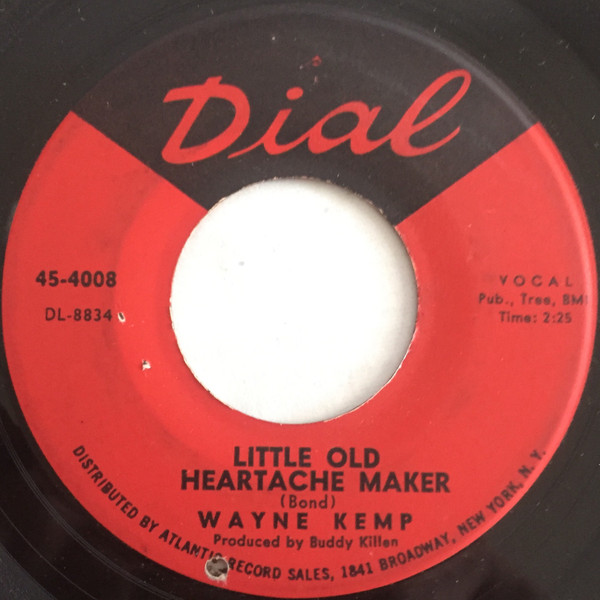 Dial
45-4008
DL-8834
VOCAL
Pub., Tree, BMI
Time: 2:25
LITTLE OLD
HEARTACHE MAKER
(Bond)
WAYNE KEMP
Produced by Buddy Killen
DISTRIBUTED BY ATLANTIC RECORD SALES, 1841 BROADWAY, NEW YORK, N. Y.